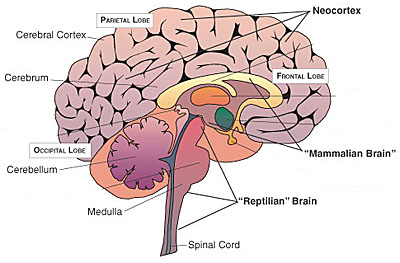 Neocortex
PARIETAL LOBE
Cerebral Cortex
Cerebrum
FRONTAL LOBE
OCCIPITAL LOBE
"Mammalian Brain"
Cerebellum
"Reptilian" Brain
Medulla
Spinal Cord